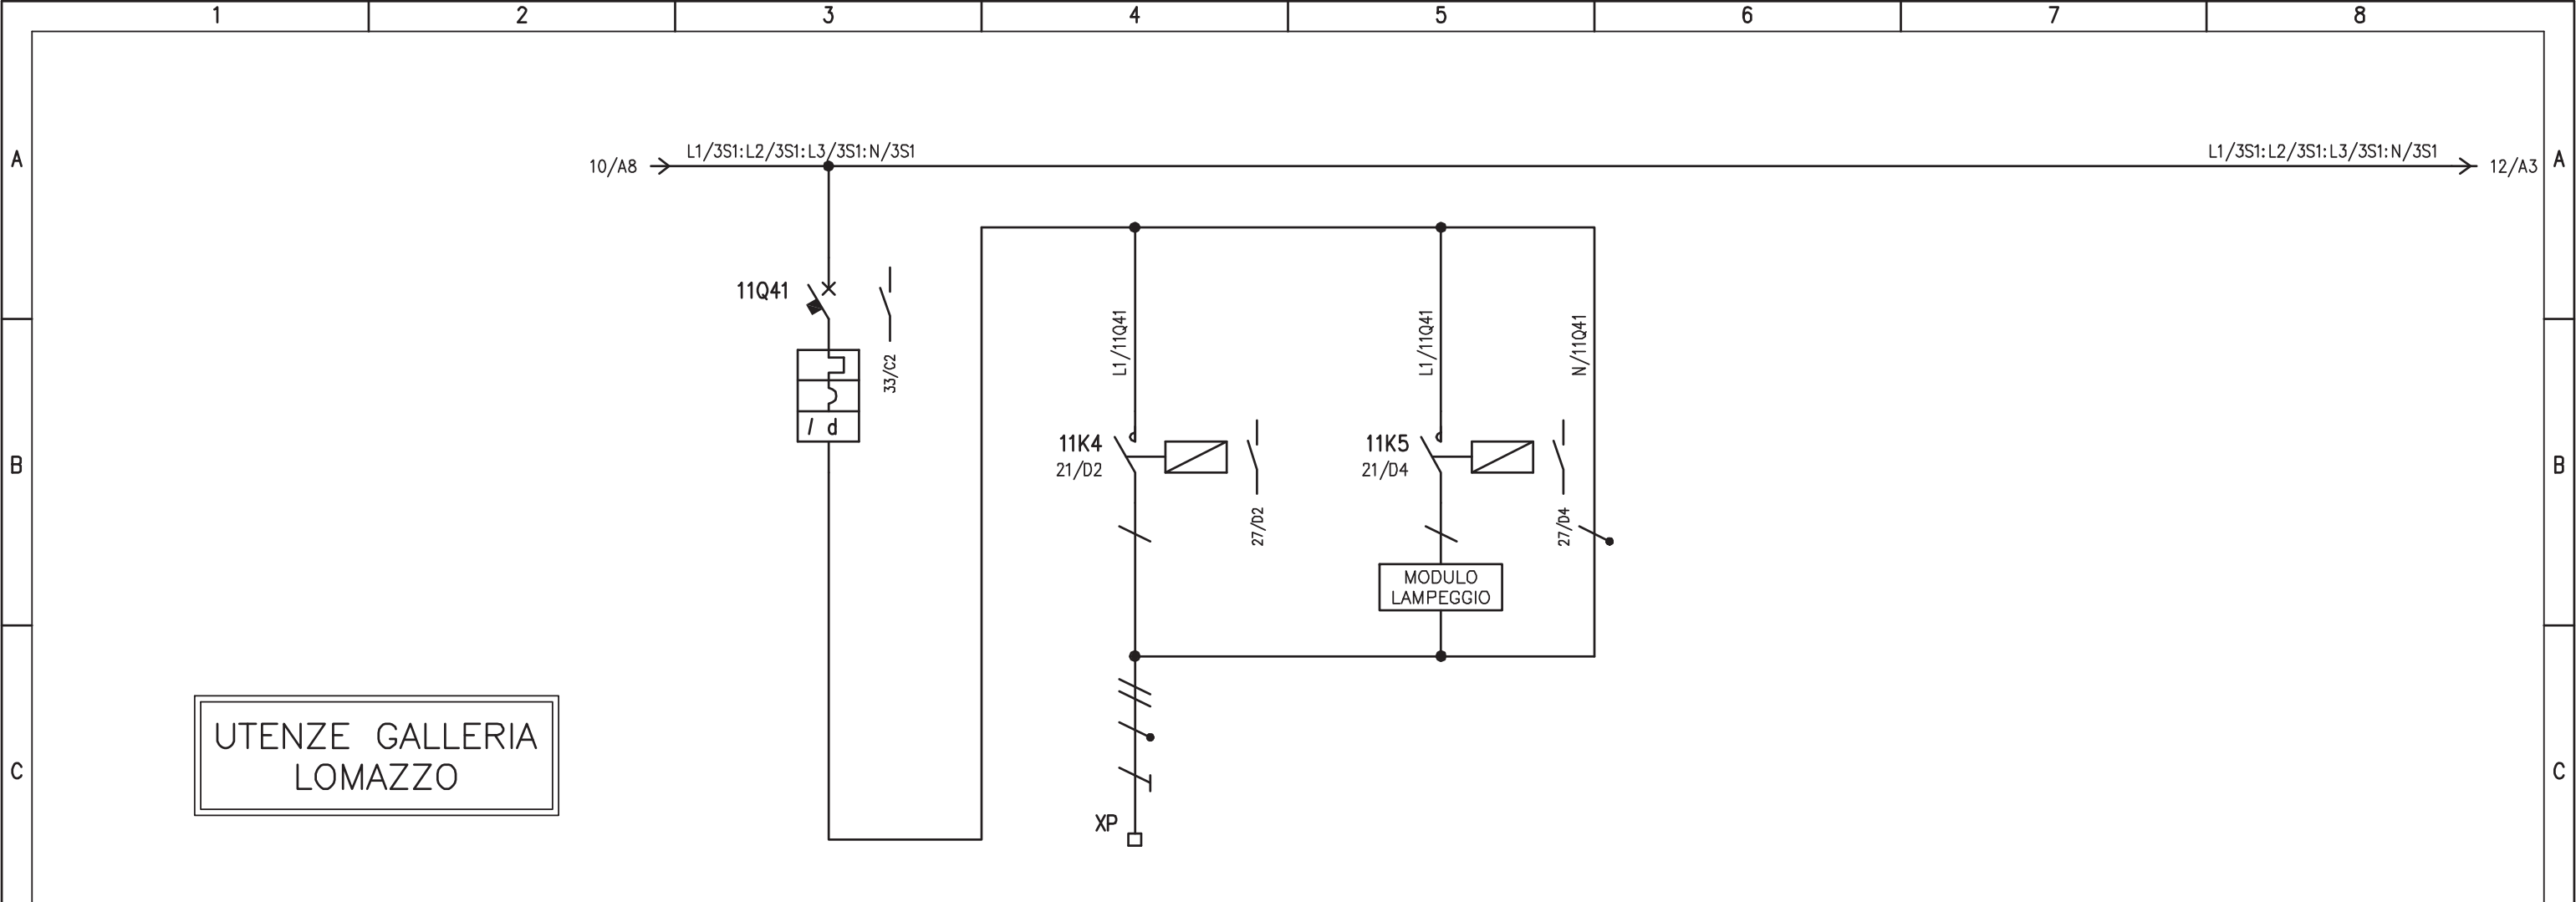 1 2 3 4 5 6 7 8
A A
L1/3S1:L2/3S1:L3/3S1:N/3S1
L1/3S1:L2/3S1:L3/3S1:N/3S1
10/A8
12/A3
11Q41
33/C2
L1/11Q41
L1/11Q41
N/11Q41
I d
B B
11K4
21/D2
27/D2
11K5
21/D4
27/D4
MODULO
LAMPEGGIO
UTENZE GALLERIA
LOMAZZO
C C
XP